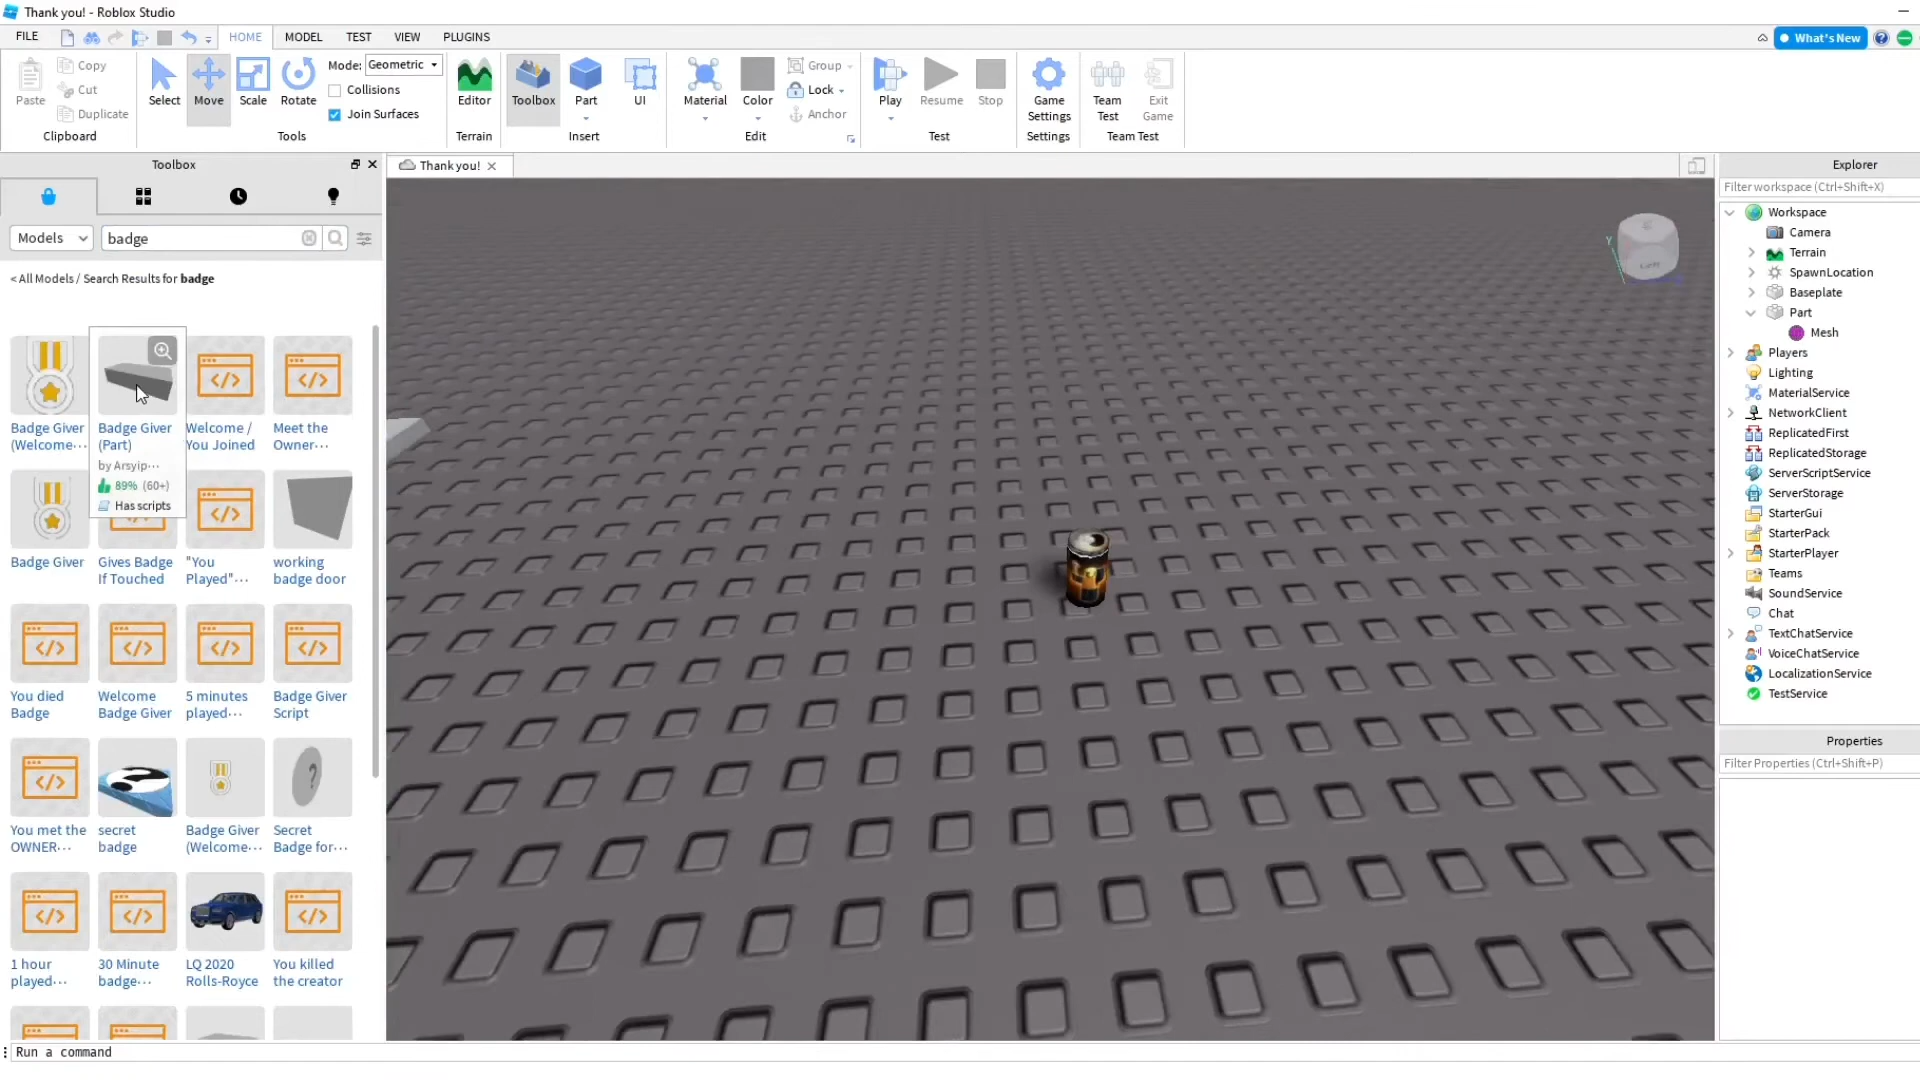 Thank you! - Roblox Studio
FILE HOME MODEL TEST VIEW PLUGINS What's New
Paste Copy Cut Duplicate
Clipboard
Select Move Scale Rotate
Mode: Geometric
Collisions
Join Surfaces
Tools
Editor
Terrain
Toolbox Part UI
Insert
Material Color Group Lock Anchor
Edit
Play Resume Stop
Test
Game Settings
Settings
Team Test Exit Game
Team Test
Toolbox
Models badge
< All Models / Search Results for badge
Badge Giver (Welcome···
Badge Giver (Part)
by Arsyip···
89% (60+)
Has scripts
Welcome / You Joined
Meet the Owner···
Badge Giver
Gives Badge If Touched
"You Played"···
working badge door
You died Badge
Welcome Badge Giver
5 minutes played···
Badge Giver Script
You met the OWNER···
secret badge
Badge Giver (Welcome···
Secret Badge for···
1 hour played···
30 Minute badge···
LQ 2020 Rolls-Royce
You killed the creator
Thank you!
Y
Explorer
Filter workspace (Ctrl+Shift+X)
Workspace
Camera
Terrain
SpawnLocation
Baseplate
Part
Mesh
Players
Lighting
MaterialService
NetworkClient
ReplicatedFirst
ReplicatedStorage
ServerScriptService
ServerStorage
StarterGui
StarterPack
StarterPlayer
Teams
SoundService
Chat
TextChatService
VoiceChatService
LocalizationService
TestService
Properties
Filter Properties (Ctrl+Shift+P)
Run a command